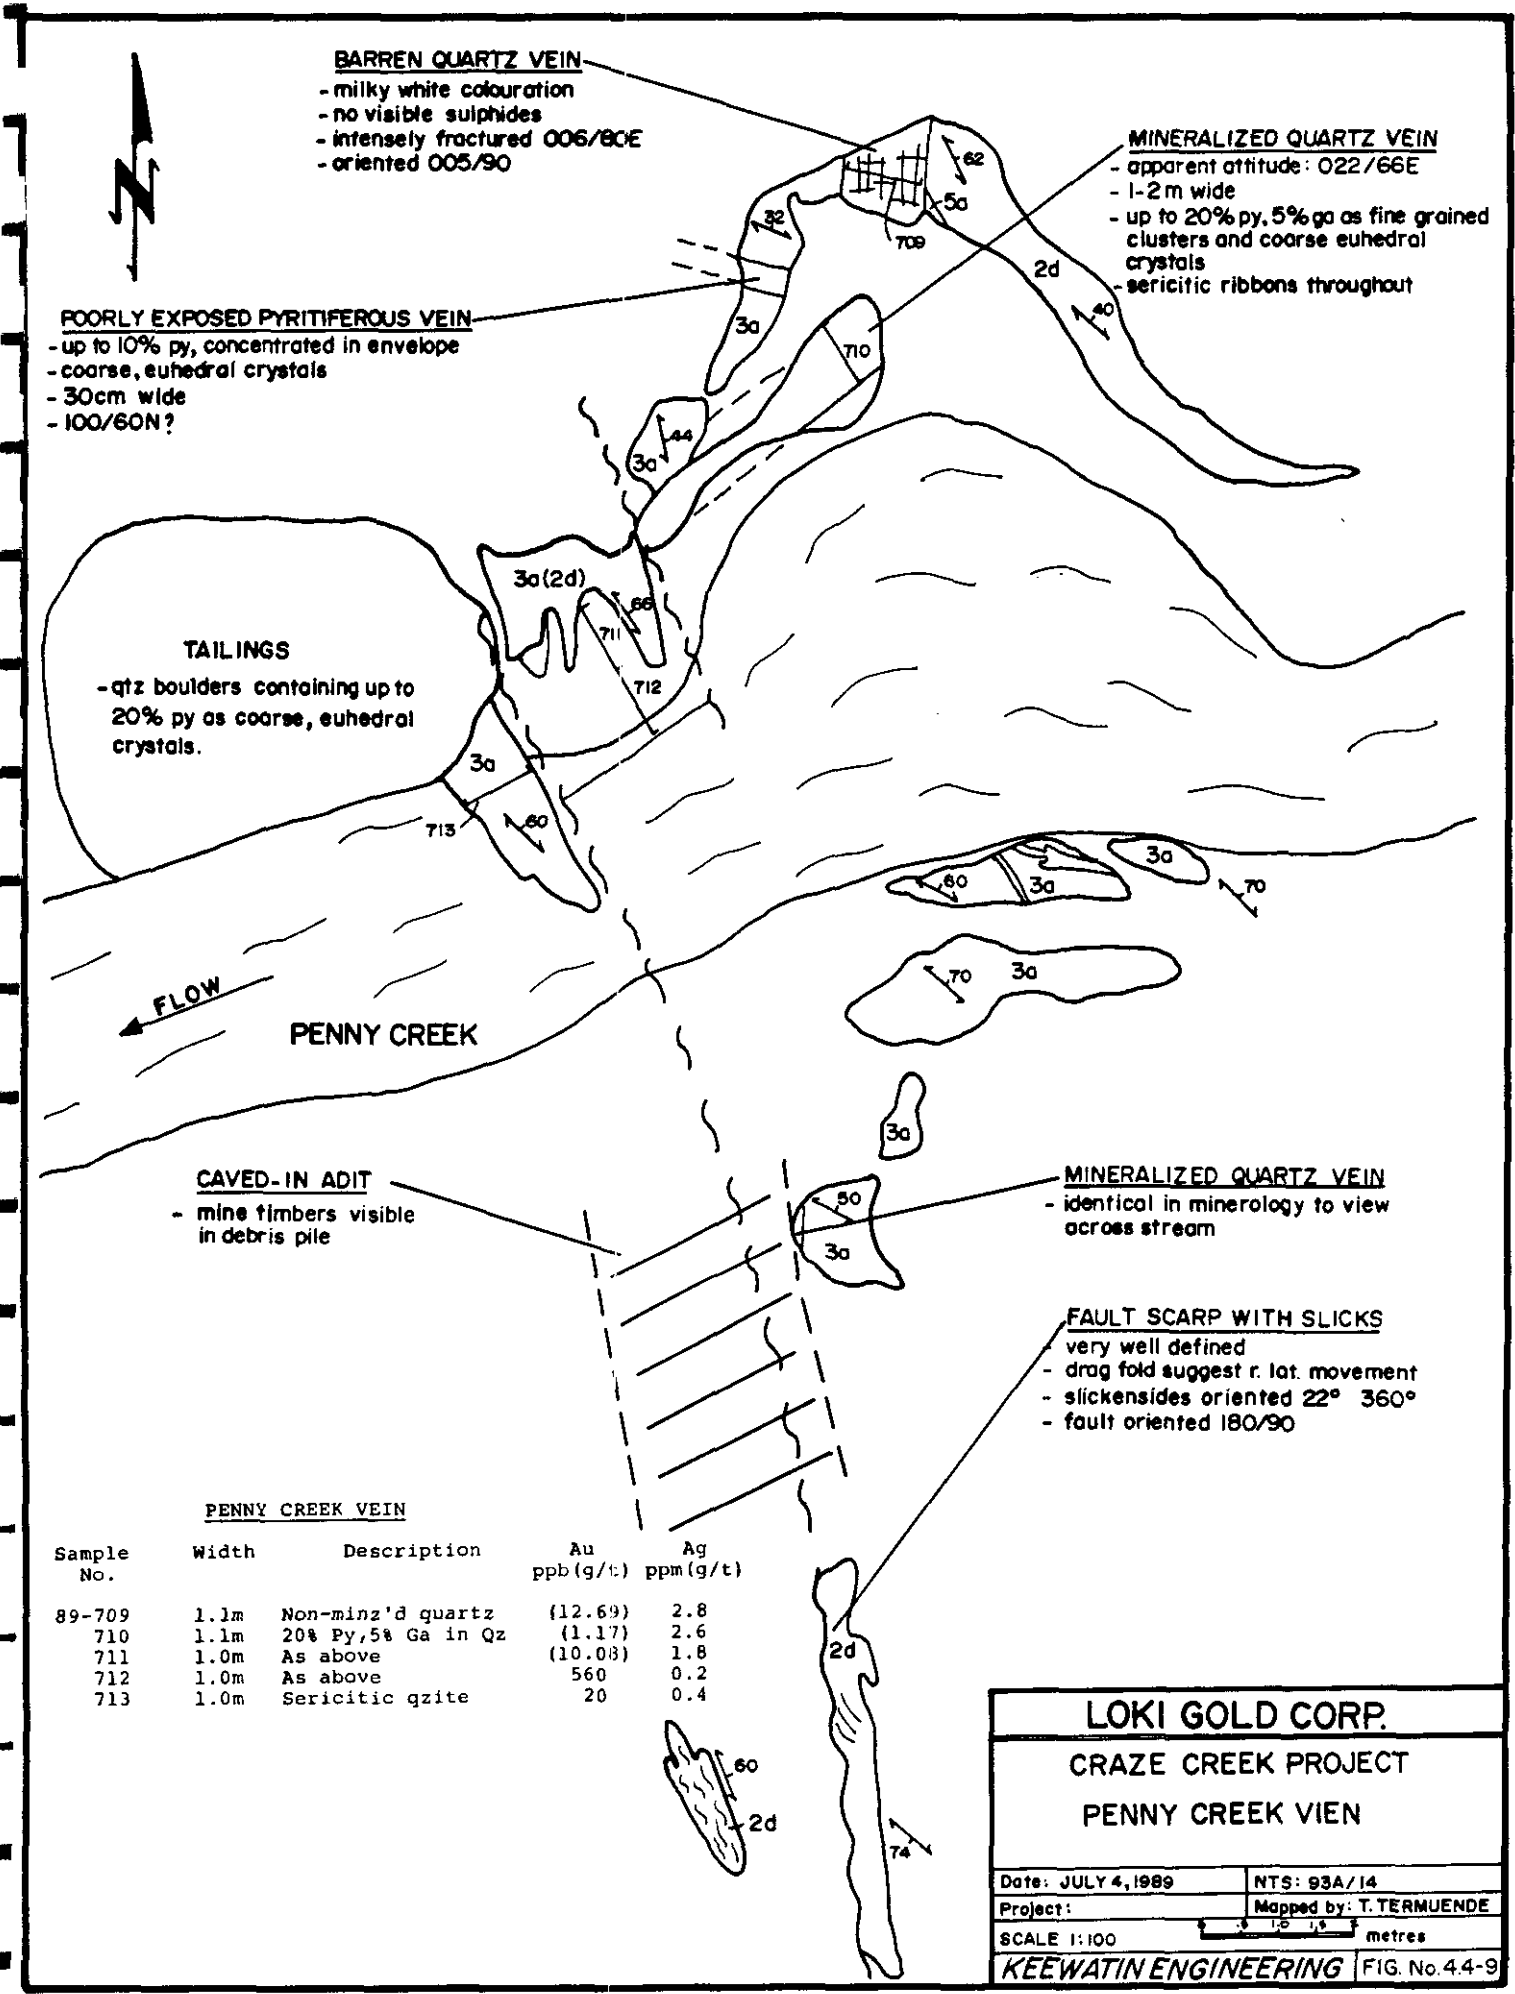 N
BARREN QUARTZ VEIN
- milky white colouration
- no visible sulphides
- intensely fractured 006/80E
- oriented 005/90
MINERALIZED QUARTZ VEIN
- apparent attitude: 022/66E
- 1-2m wide
- up to 20% py, 5% ga as fine grained
clusters and coarse euhedral
crystals
- sericitic ribbons throughout
62
5a
32
709
2d
40
POORLY EXPOSED PYRITIFEROUS VEIN
- up to 10% py, concentrated in envelope
- coarse, euhedral crystals
- 30cm wide
- 100/60N?
3a
710
44
3a
3a(2d)
66
711
712
TAILINGS
- qtz boulders containing up to
20% py as coarse, euhedral
crystals.
3a
713
60
3a
60
3a
70
70
3a
FLOW
PENNY CREEK
3a
CAVED-IN ADIT
- mine timbers visible
in debris pile
50
3a
MINERALIZED QUARTZ VEIN
- identical in minerology to view
across stream
FAULT SCARP WITH SLICKS
- very well defined
- drag fold suggest r. lat. movement
- slickensides oriented 22° 360°
- fault oriented 180/90
PENNY CREEK VEIN
Sample No. Width Description Au ppb(g/t) Ag ppm(g/t)
89-709 1.1m Non-minz'd quartz (12.69) 2.8
710 1.1m 20% Py,5% Ga in Qz (1.17) 2.6
711 1.0m As above (10.08) 1.8
712 1.0m As above 560 0.2
713 1.0m Sericitic qzite 20 0.4
2d
60
2d
74
LOKI GOLD CORP.
CRAZE CREEK PROJECT
PENNY CREEK VIEN
Date: JULY 4, 1989 NTS: 93A/14
Project: Mapped by: T. TERMUENDE
SCALE 1:100 .5 1.0 1.5 metres
KEEWATIN ENGINEERING FIG. No. 4.4-9